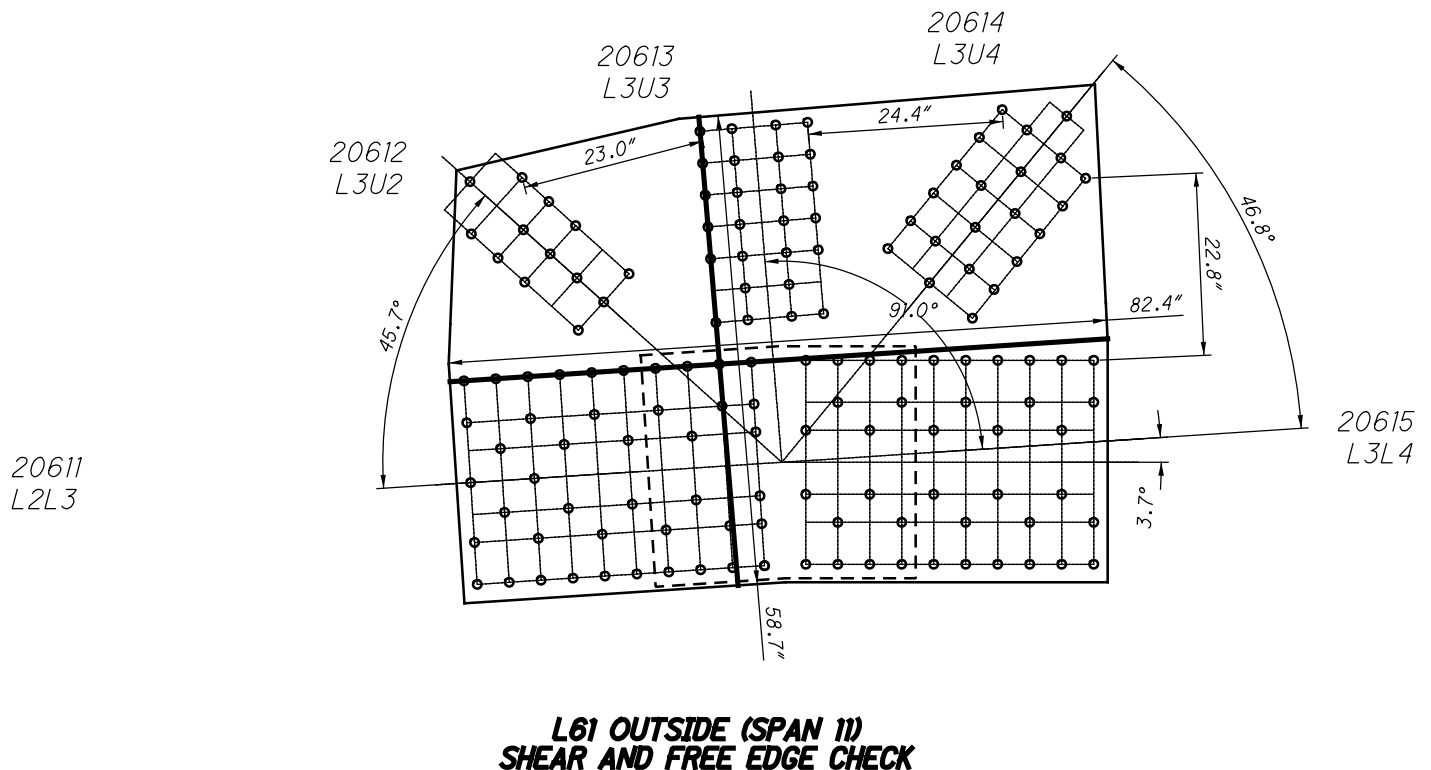 20614
L3U4
20613
L3U3
24.4"
20612
L3U2
23.0"
46.8°
22.8"
45.7°
91.0°
82.4"
20615
L3L4
20611
L2L3
3.7°
58.7"
L61 OUTSIDE (SPAN 11)
SHEAR AND FREE EDGE CHECK